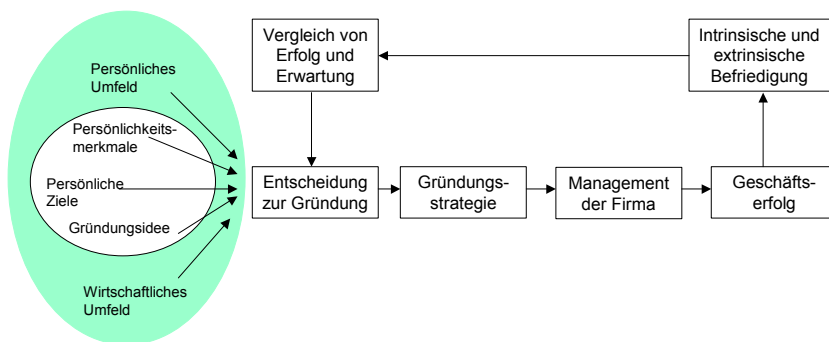 Persönliches
Umfeld
Persönlichkeits-
merkmale
Persönliche
Ziele
Gründungsidee
Wirtschaftliches
Umfeld
Vergleich von
Erfolg und
Erwartung
Intrinsische und
extrinsische
Befriedigung
Entscheidung
zur Gründung
Gründungs-
strategie
Management
der Firma
Geschäfts-
erfolg